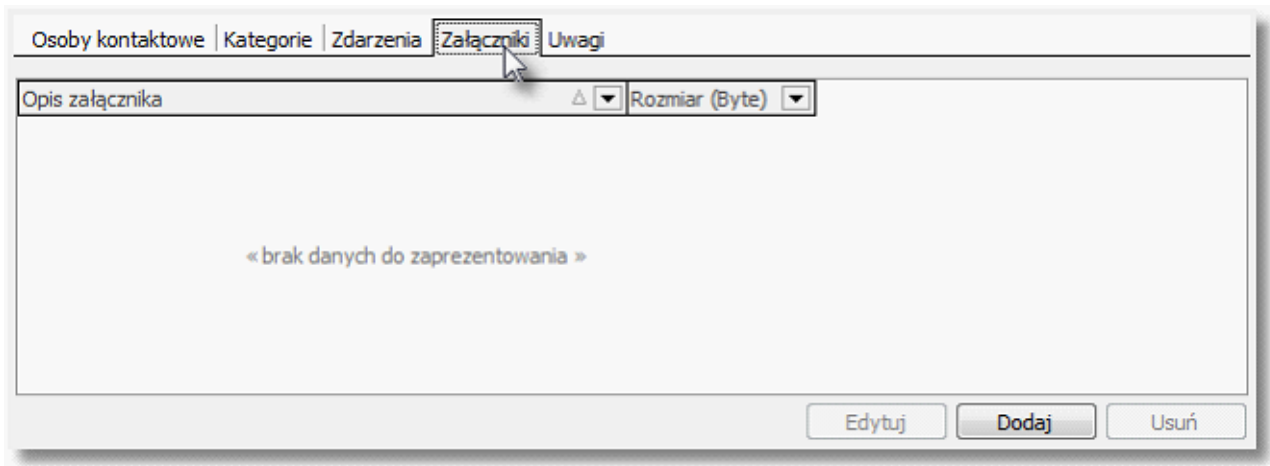 Osoby kontaktowe Kategorie Zdarzenia Załączniki Uwagi
Opis załącznika Rozmiar (Byte)
« brak danych do zaprezentowania »
Edytuj Dodaj Usuń